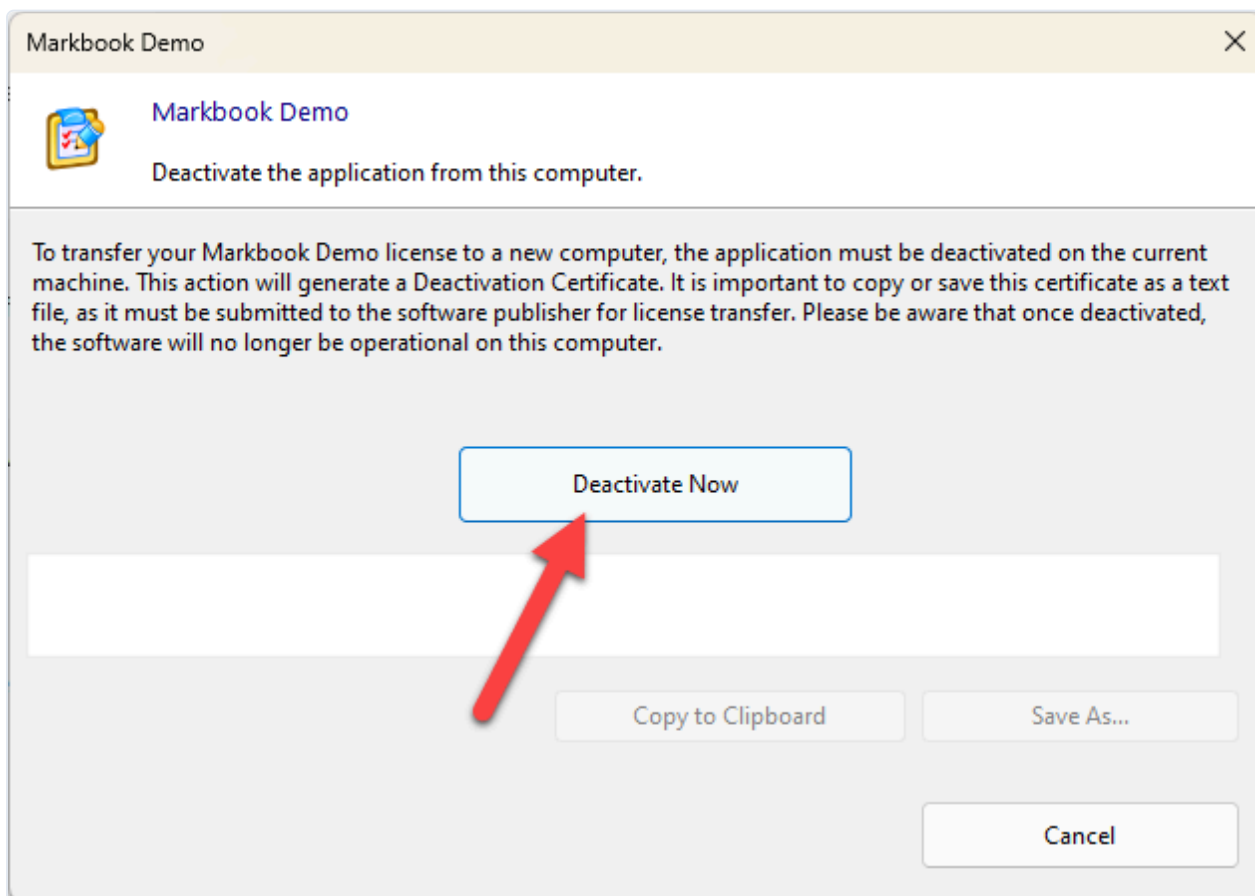 Markbook Demo
Markbook Demo
Deactivate the application from this computer.
To transfer your Markbook Demo license to a new computer, the application must be deactivated on the current
machine. This action will generate a Deactivation Certificate. It is important to copy or save this certificate as a text
file, as it must be submitted to the software publisher for license transfer. Please be aware that once deactivated,
the software will no longer be operational on this computer.
Deactivate Now
Copy to Clipboard
Save As...
Cancel